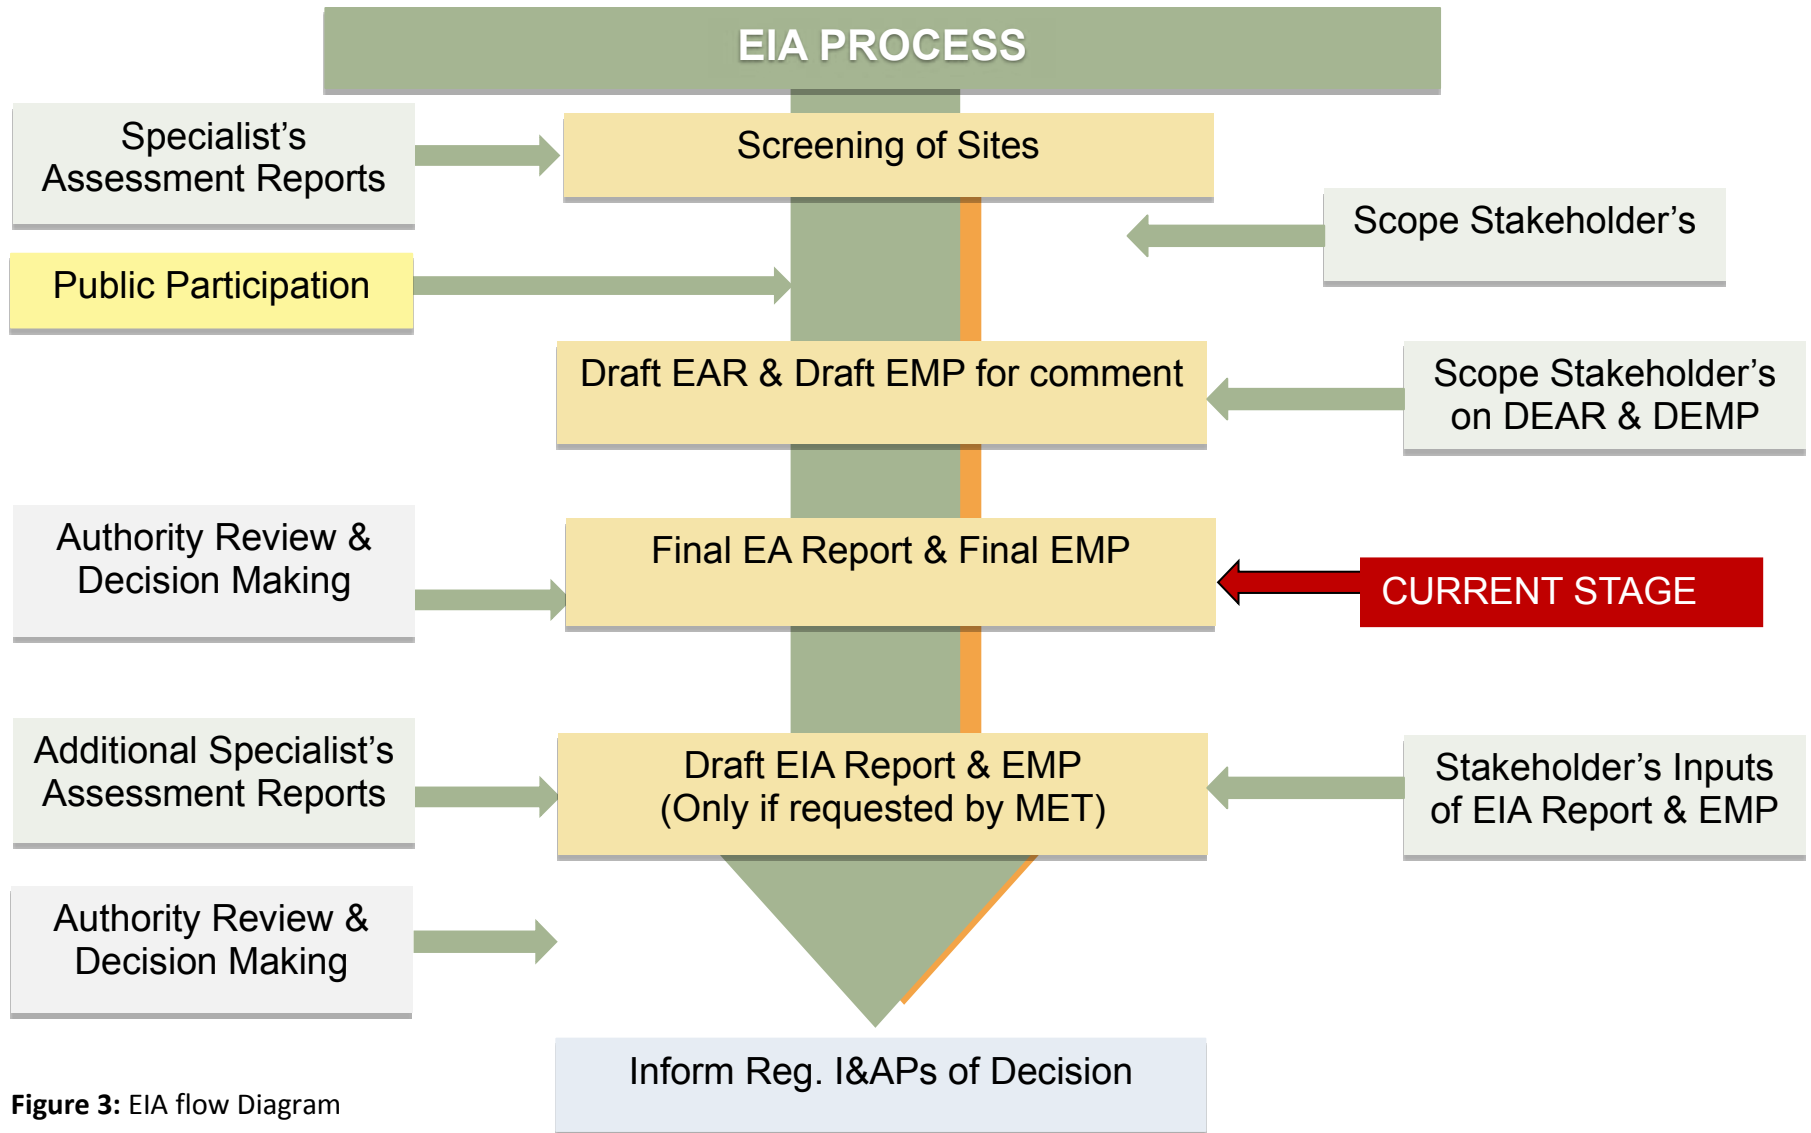 EIA PROCESS
Specialist’s
Assessment Reports
Screening of Sites
Scope Stakeholder’s
Public Participation
Draft EAR & Draft EMP for comment
Scope Stakeholder’s
on DEAR & DEMP
Authority Review &
Decision Making
Final EA Report & Final EMP
CURRENT STAGE
Additional Specialist’s
Assessment Reports
Draft EIA Report & EMP
(Only if requested by MET)
Stakeholder’s Inputs
of EIA Report & EMP
Authority Review &
Decision Making
Inform Reg. I&APs of Decision
Figure 3: EIA flow Diagram